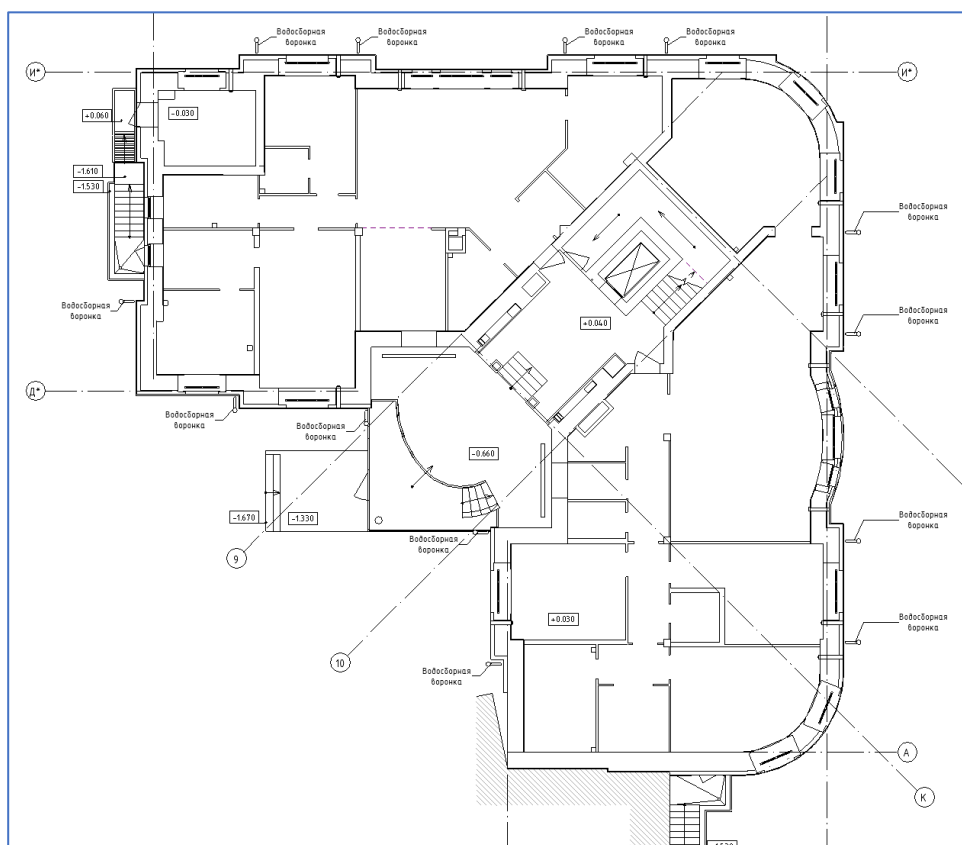 Водосборная
воронка
Водосборная
воронка
Водосборная
воронка
Водосборная
воронка
И*
И*
+0.060
-0.030
-1.610
-1.530
Водосборная
воронка
Водосборная
воронка
Водосборная
воронка
+0.040
Д*
Водосборная
воронка
Водосборная
воронка
-0.660
-1.670
-1.330
Водосборная
воронка
Водосборная
воронка
9
+0.030
Водосборная
воронка
10
Водосборная
воронка
А
К